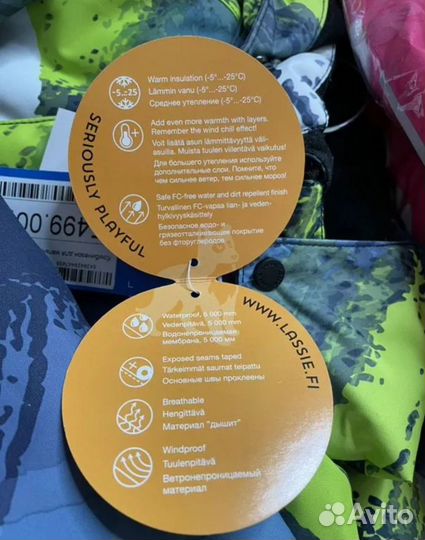 SERIOUSLY PLAYFUL
-5...-25
Warm insulation (-5°...-25°C)
Lämmin vanu (-5°...-25°C)
Среднее утепление (-5°...-25°C)
Add even more warmth with layers.
Remember the wind chill effect!
Voit lisätä asun lämmittävyyttä väli-
asuilla. Muista tuulen viilentävä vaikutus!
Для большего утепления используйте
дополнительные слои. Помните, что
чем сильнее ветер, тем сильнее мороз!
Safe FC-free water and dirt repellent finish
Turvallinen FC-vapaa lian- ja veden-
hylkivyyskäsittely
Безопасное водо- и
грязеотталкивающее покрытие
без фторуглеродов.
499.00
L
WWW.LASSIE.FI
Waterproof, 5 000 mm
Vedenpitävä, 5 000 mm
Водонепроницаемая
мембрана, 5 000 мм
Exposed seams taped
Tärkeimmät saumat teipattu
Основные швы проклеены
Breathable
Hengittävä
Материал "дышит"
Windproof
Tuulenpitävä
Ветронепроницаемый
материал
Avito